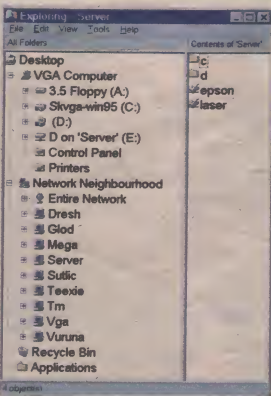 Exploring - Server
File Edit View Tools Help
All Folders
Contents of 'Server'
Desktop
VGA Computer
3.5 Floppy (A:)
Skvga-win95 (C:)
(D:)
D on 'Server' (E:)
Control Panel
Printers
Network Neighbourhood
Entire Network
Dresh
Glod
Mega
Server
Sutlic
Teexie
Tm
Vga
Vuruna
Recycle Bin
Applications
c
d
epson
laser
4 object(s)